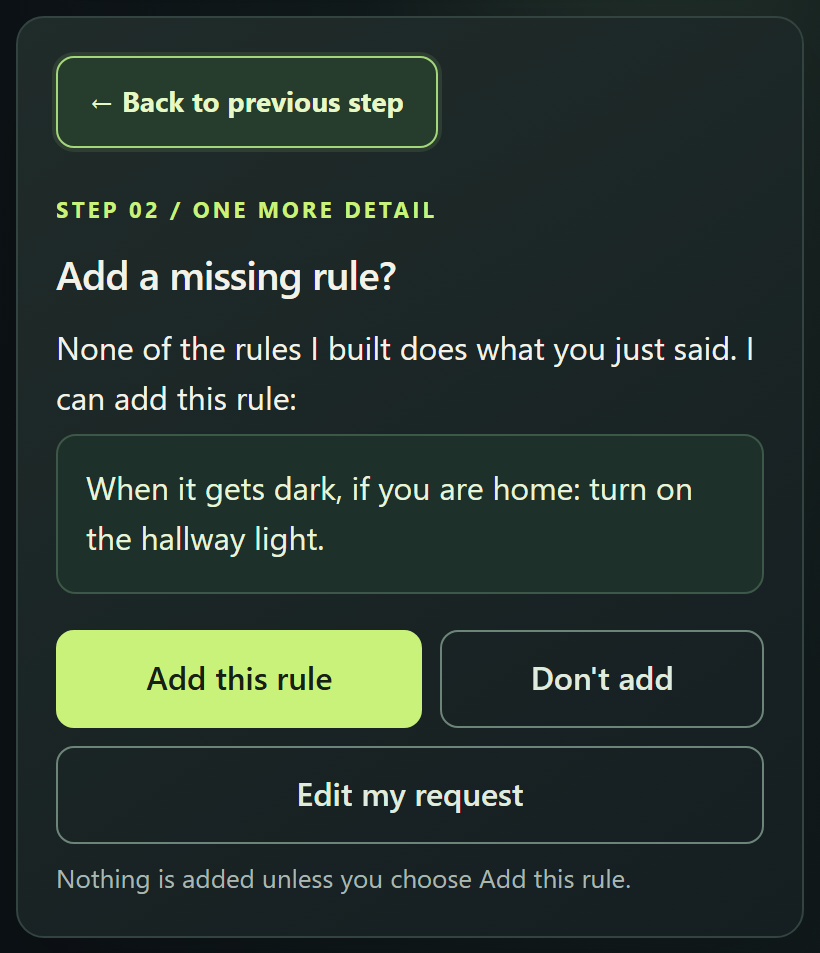 ← Back to previous step
STEP 02 / ONE MORE DETAIL
Add a missing rule?
None of the rules I built does what you just said. I
can add this rule:
When it gets dark, if you are home: turn on
the hallway light.
Add this rule
Don't add
Edit my request
Nothing is added unless you choose Add this rule.